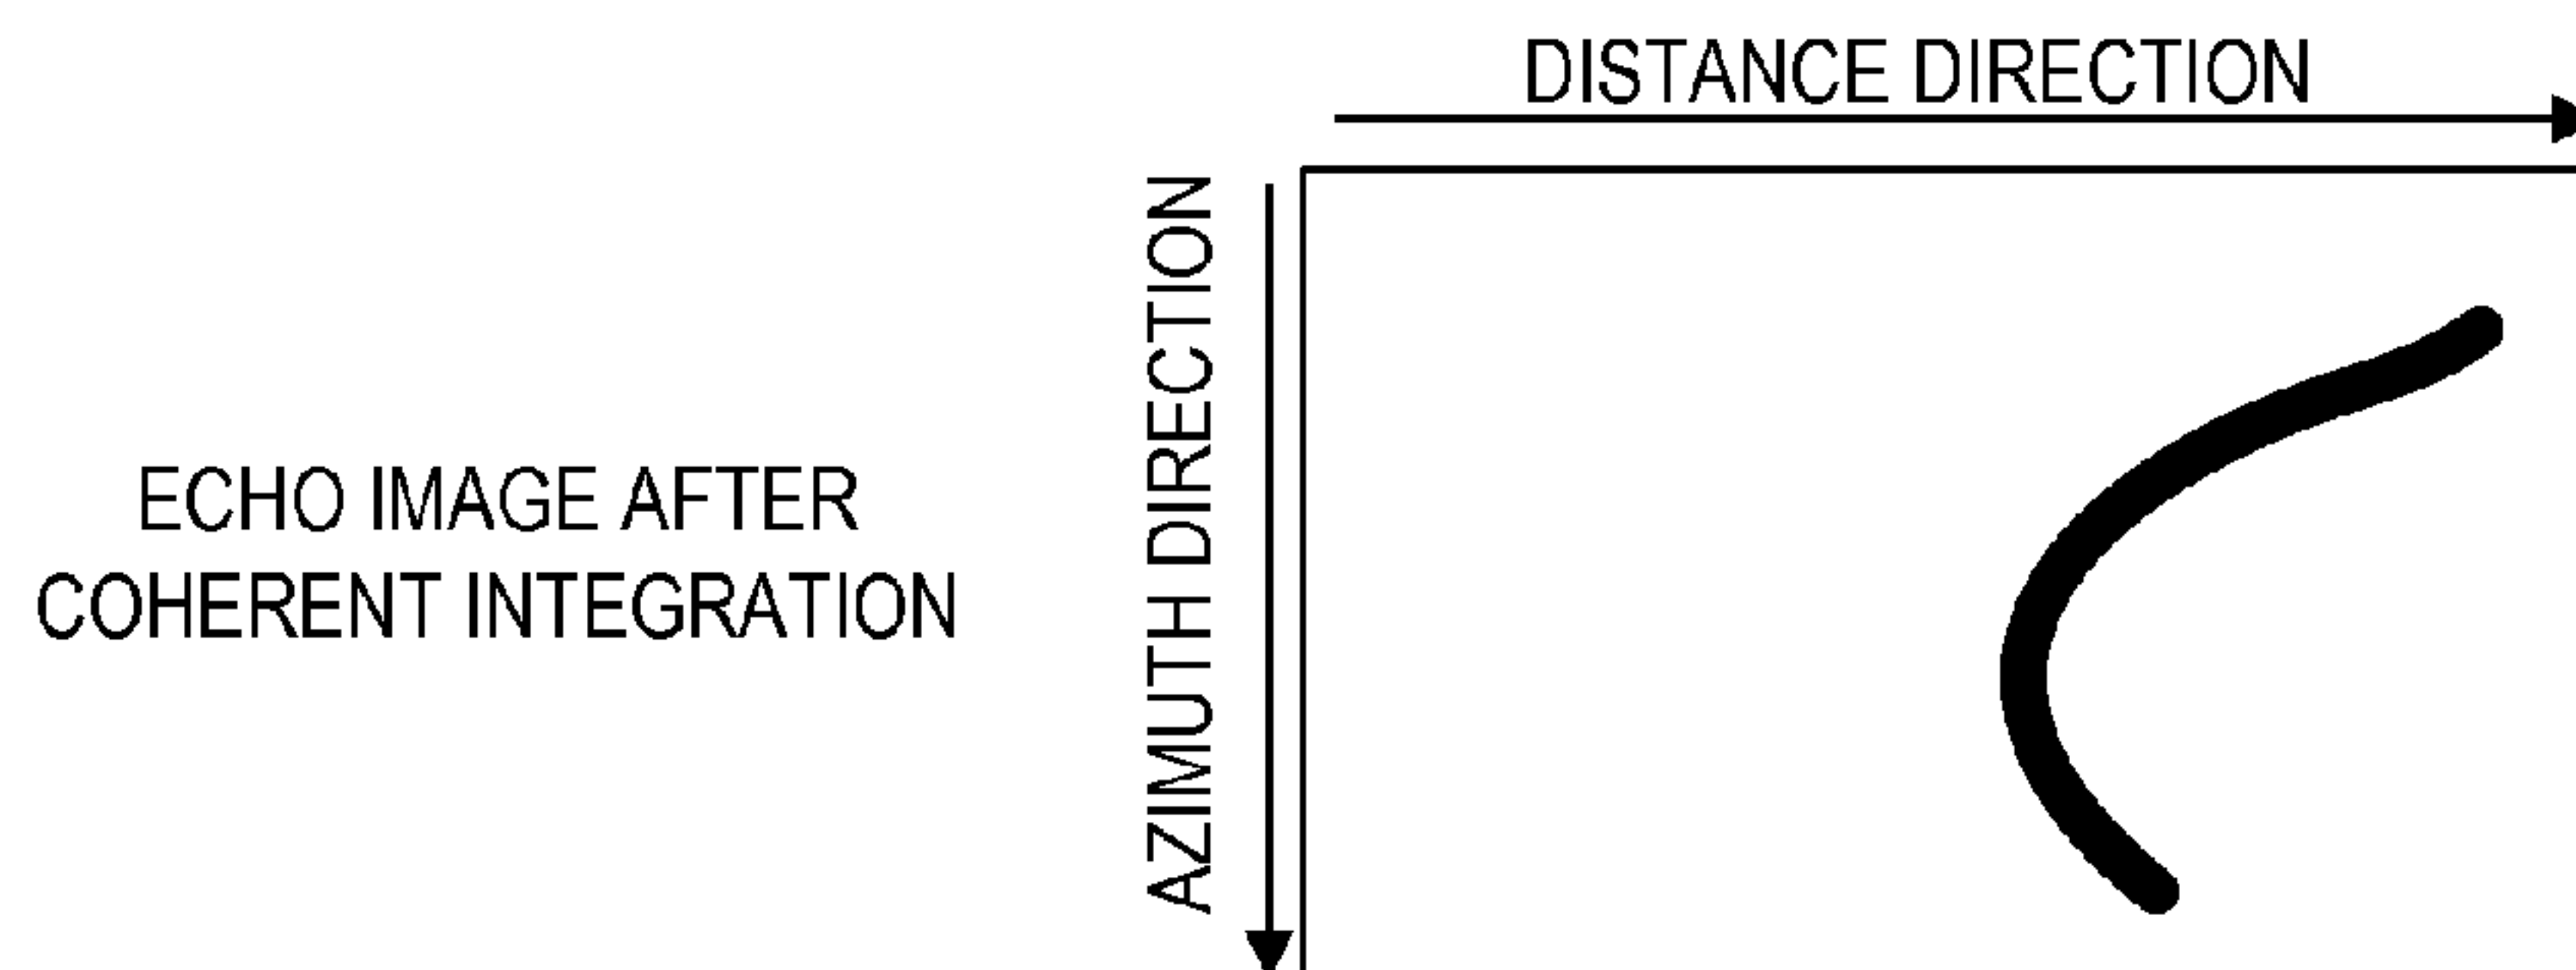 DISTANCE DIRECTION
AZIMUTH DIRECTION
ECHO IMAGE AFTER
COHERENT INTEGRATION